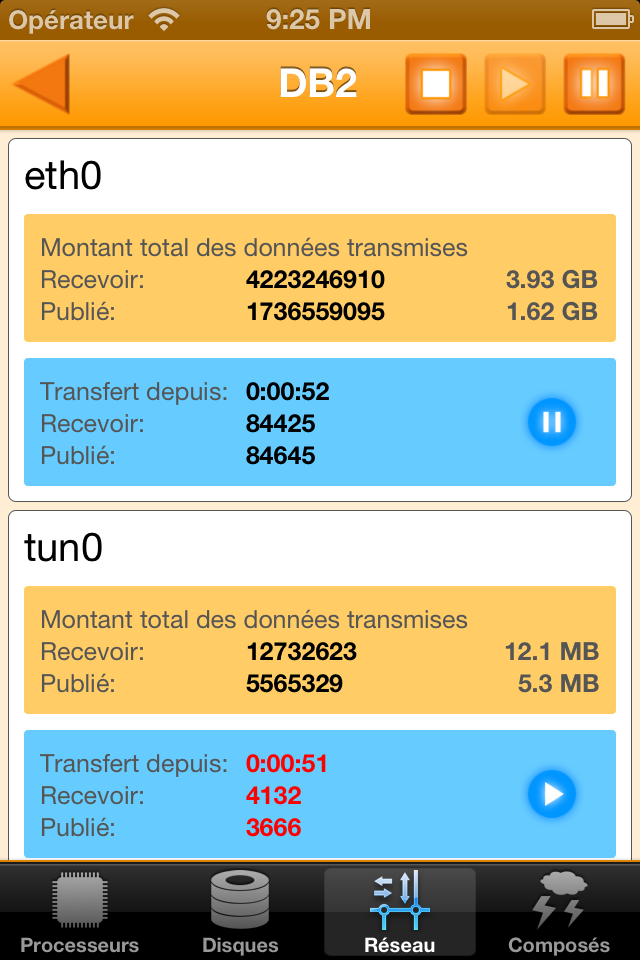 Opérateur 9:25 PM
DB2
eth0
Montant total des données transmises
Recevoir: 4223246910 3.93 GB
Publié: 1736559095 1.62 GB
Transfert depuis: 0:00:52
Recevoir: 84425
Publié: 84645
tun0
Montant total des données transmises
Recevoir: 12732623 12.1 MB
Publié: 5565329 5.3 MB
Transfert depuis: 0:00:51
Recevoir: 4132
Publié: 3666
Processeurs Disques Réseau Composés